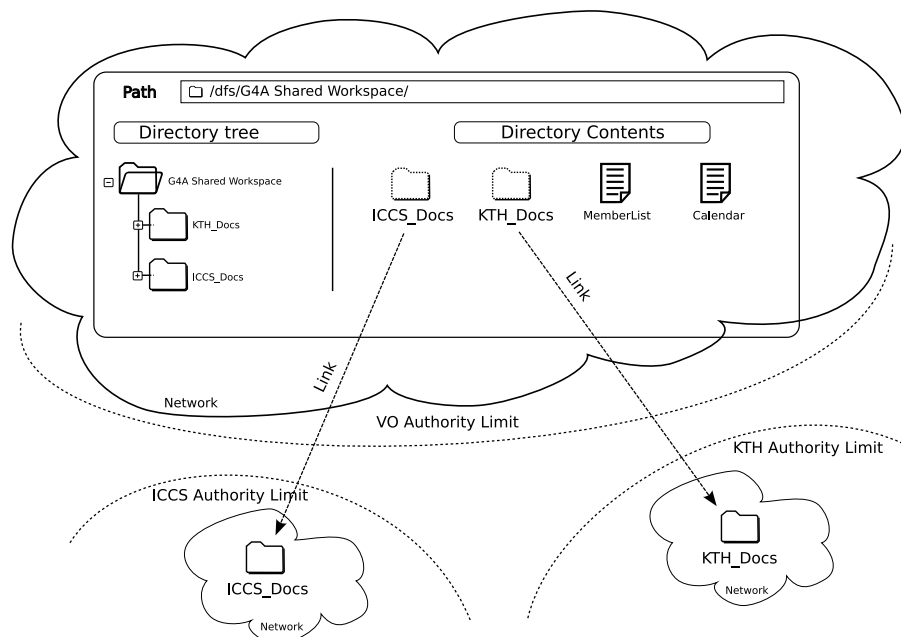 Path
/dfs/G4A Shared Workspace/
Directory tree
Directory Contents
G4A Shared Workspace
KTH_Docs
ICCS_Docs
ICCS_Docs
KTH_Docs
MemberList
Calendar
Link
Link
Network
VO Authority Limit
KTH Authority Limit
ICCS Authority Limit
KTH_Docs
Network
ICCS_Docs
Network